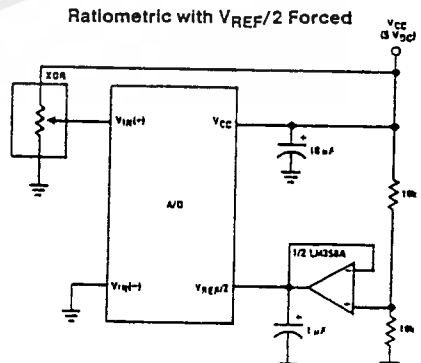 Ratiometric with VREF/2 Forced
VCC
(5 VDC)
XDR
VIN(+)
VCC
10 µF
A/D
10k
1/2 LM358A
VIN(–)
VREF/2
1 µF
10k